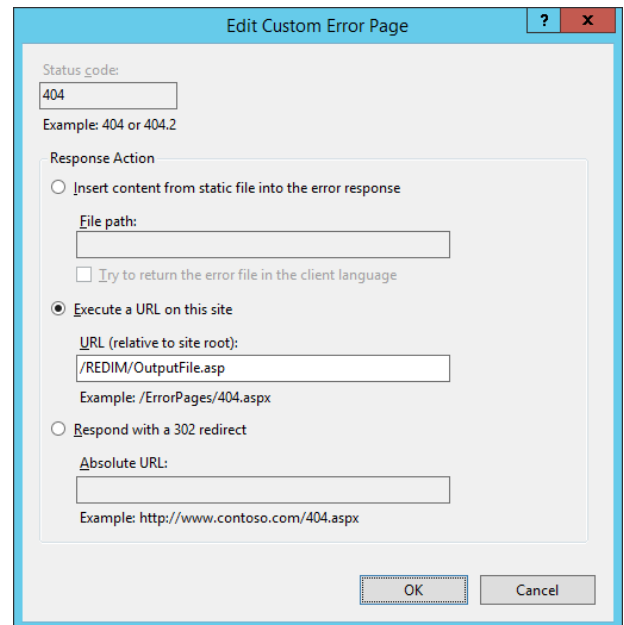 Edit Custom Error Page
?
x
Status code:
404
Example: 404 or 404.2
Response Action
Insert content from static file into the error response
File path:
Try to return the error file in the client language
Execute a URL on this site
URL (relative to site root):
/REDIM/OutputFile.asp
Example: /ErrorPages/404.aspx
Respond with a 302 redirect
Absolute URL:
Example: http://www.contoso.com/404.aspx
OK
Cancel